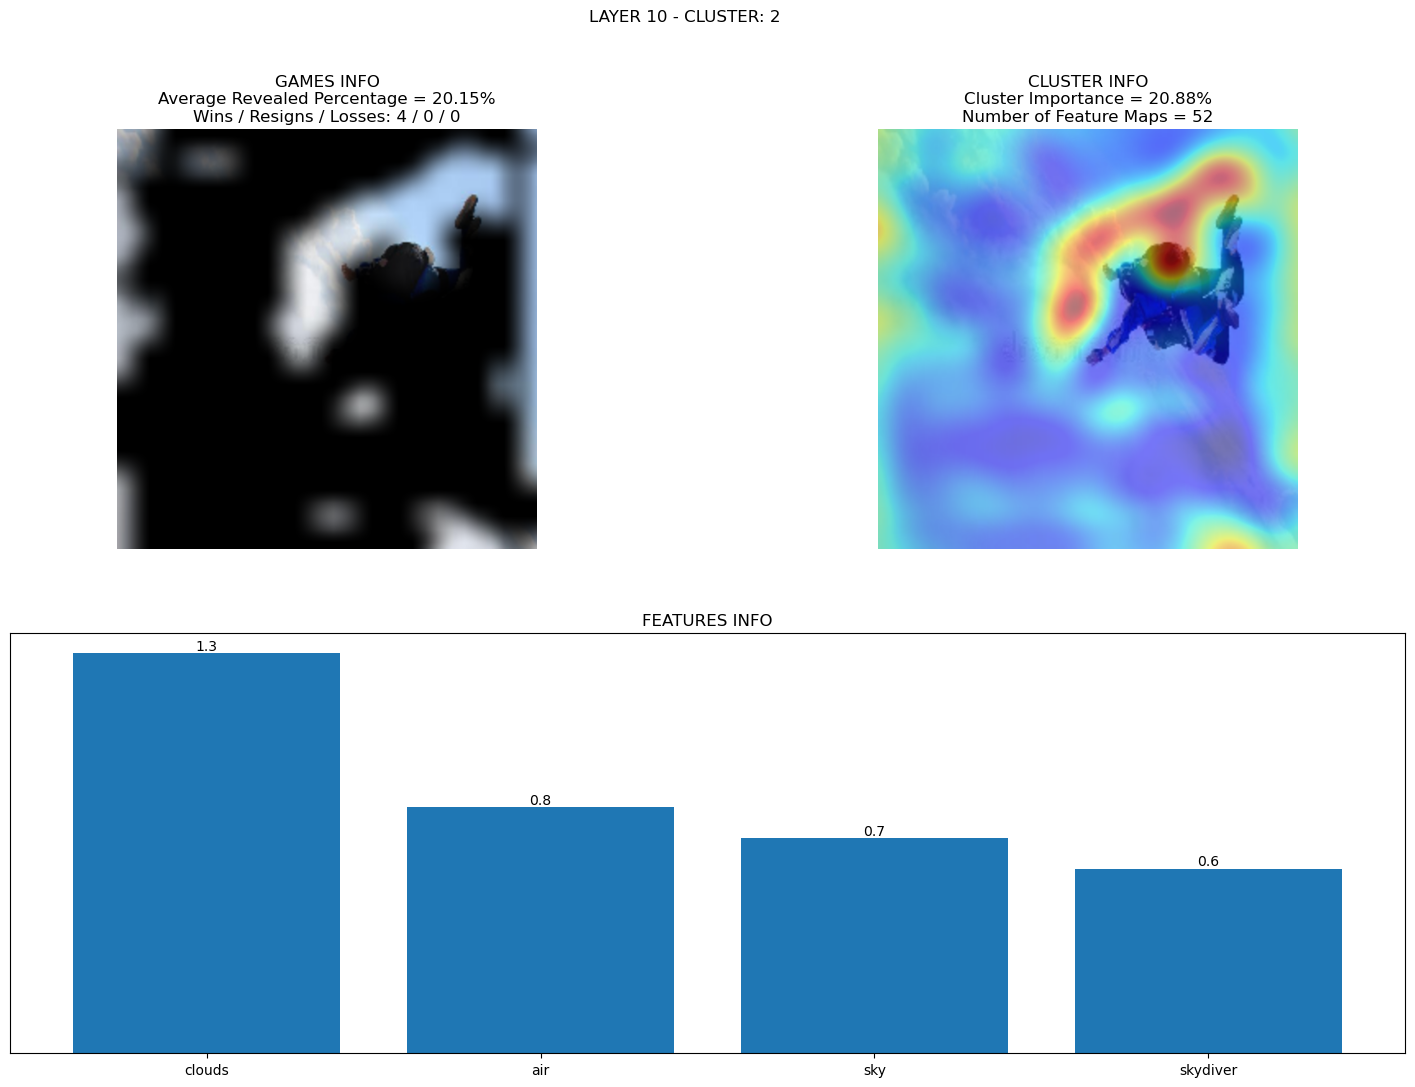 LAYER 10 - CLUSTER: 2
GAMES INFO
Average Revealed Percentage = 20.15%
Wins / Resigns / Losses: 4 / 0 / 0
CLUSTER INFO
Cluster Importance = 20.88%
Number of Feature Maps = 52
FEATURES INFO
1.3
0.8
0.7
0.6
clouds
air
sky
skydiver